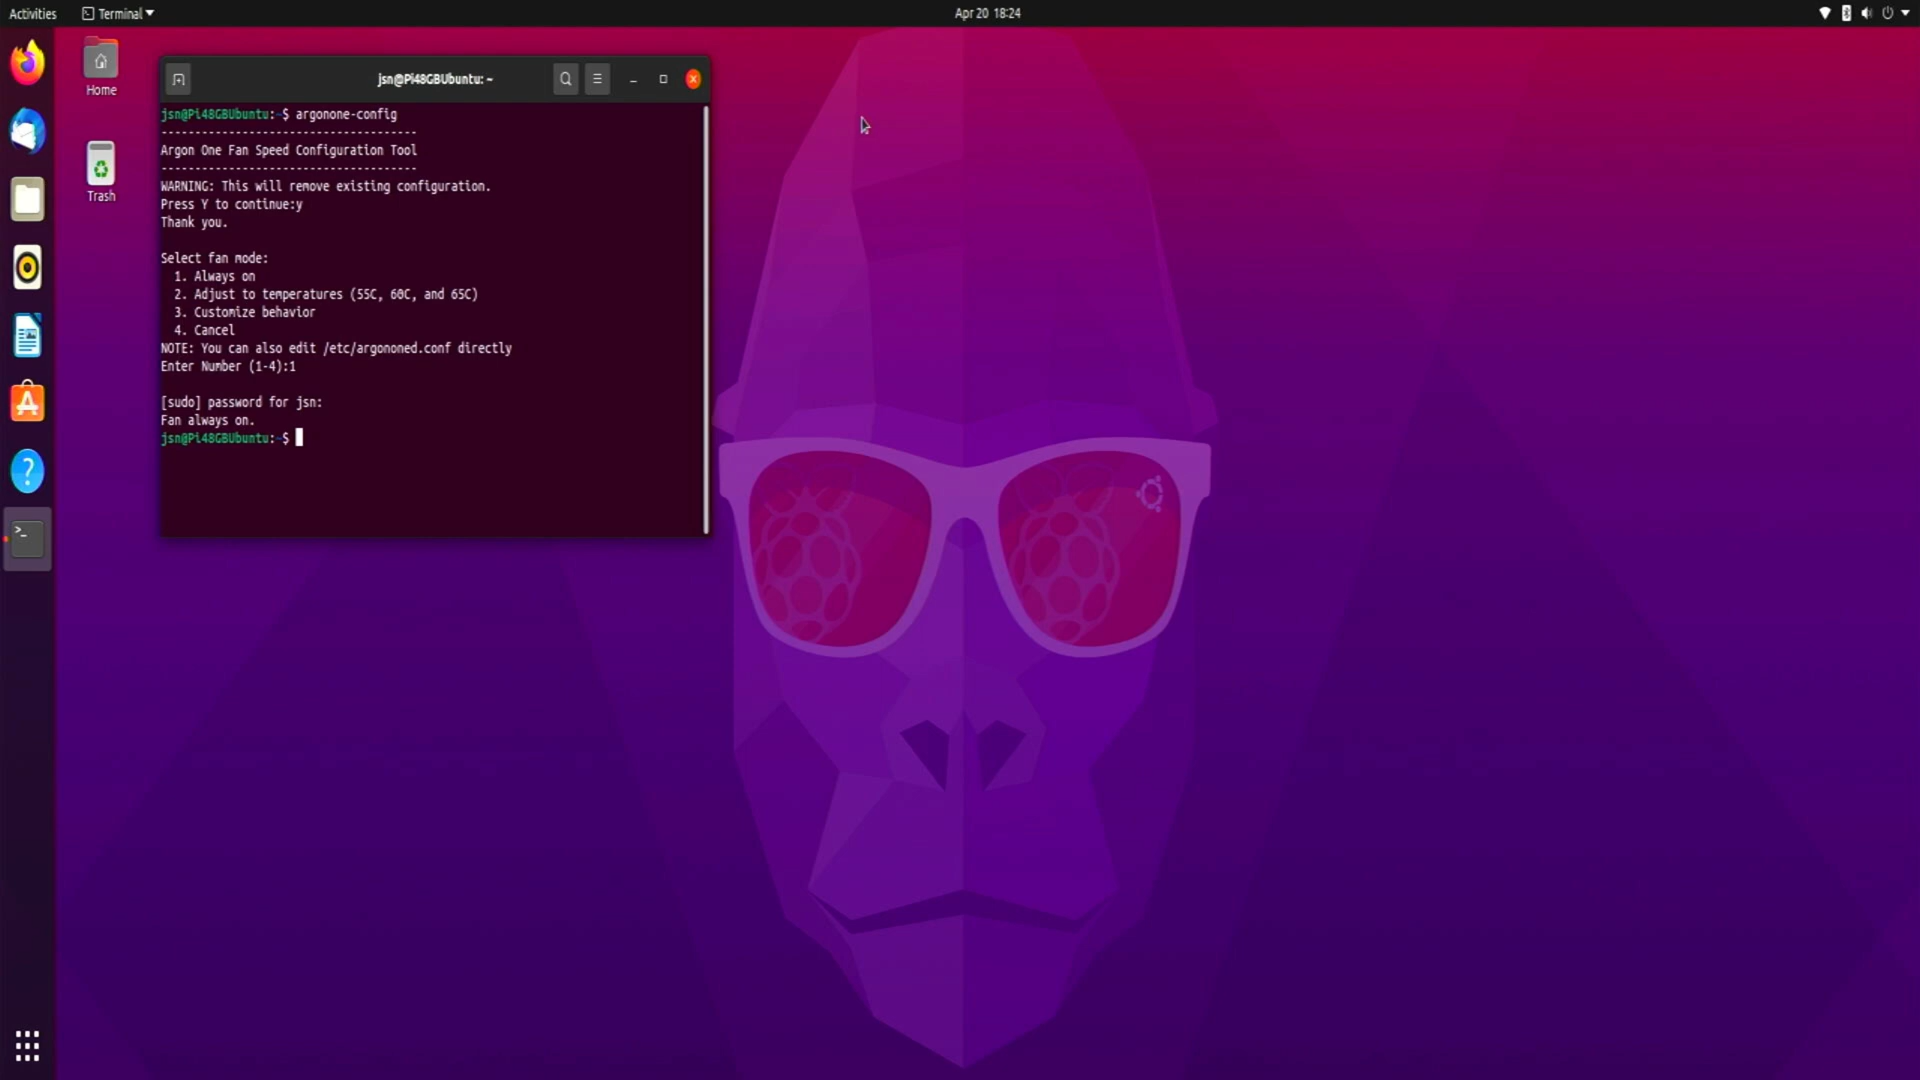 Activities
Terminal
Apr 20 18:24
Home
Trash
jsn@Pi48GBUbuntu: ~
jsn@Pi48GBUbuntu:~$ argonone-config
--------------------------------------
Argon One Fan Speed Configuration Tool
--------------------------------------
WARNING: This will remove existing configuration.
Press Y to continue:y
Thank you.
Select fan mode:
1. Always on
2. Adjust to temperatures (55C, 60C, and 65C)
3. Customize behavior
4. Cancel
NOTE: You can also edit /etc/argononed.conf directly
Enter Number (1-4):1
[sudo] password for jsn:
Fan always on.
jsn@Pi48GBUbuntu:~$